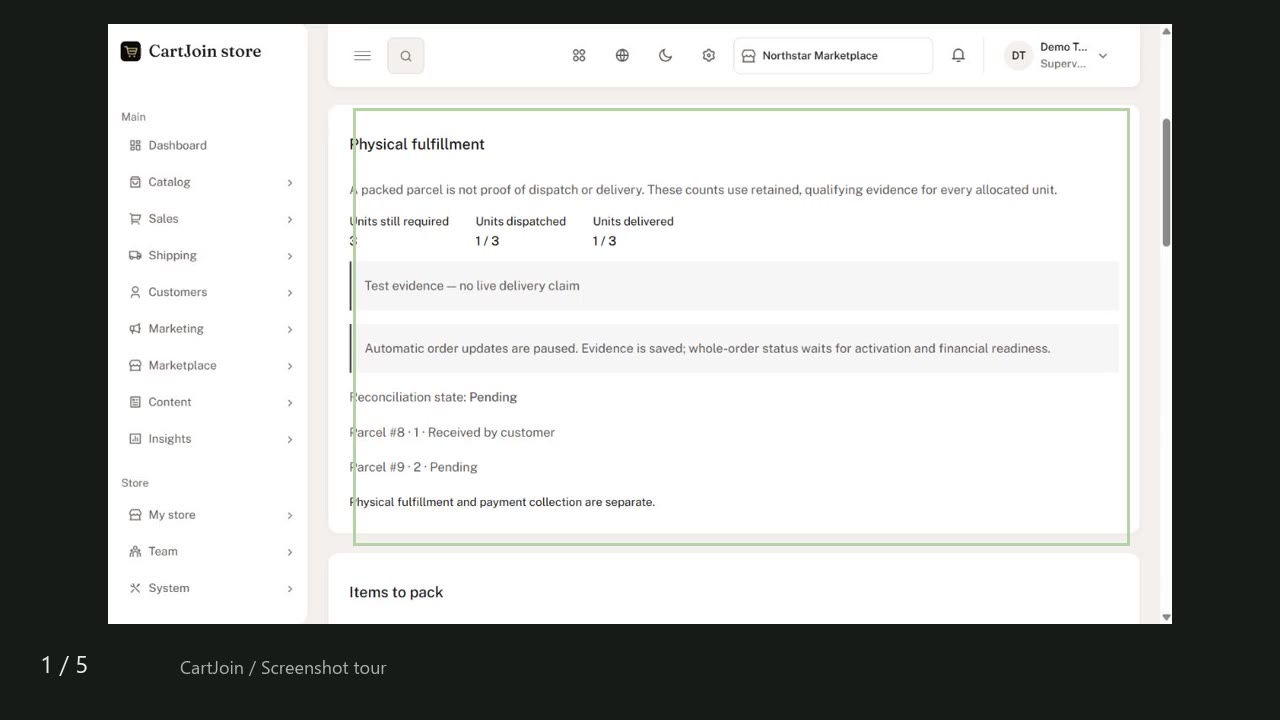 CartJoin store
Northstar Marketplace
DT
Demo T...
Superv...
Main
Dashboard
Catalog
Sales
Shipping
Customers
Marketing
Marketplace
Content
Insights
Store
My store
Team
System
Physical fulfillment
A packed parcel is not proof of dispatch or delivery. These counts use retained, qualifying evidence for every allocated unit.
Units still required
3
Units dispatched
1 / 3
Units delivered
1 / 3
Test evidence — no live delivery claim
Automatic order updates are paused. Evidence is saved; whole-order status waits for activation and financial readiness.
Reconciliation state: Pending
Parcel #8 · 1 · Received by customer
Parcel #9 · 2 · Pending
Physical fulfillment and payment collection are separate.
Items to pack
1 / 5
CartJoin / Screenshot tour